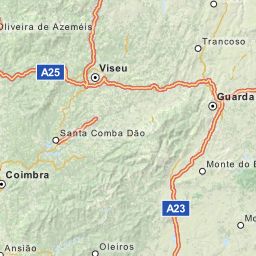 Oliveira de Azeméis
Trancoso
A25
Viseu
Guarda
Santa Comba Dão
Monte do
Coimbra
A23
Ansião
Oleiros